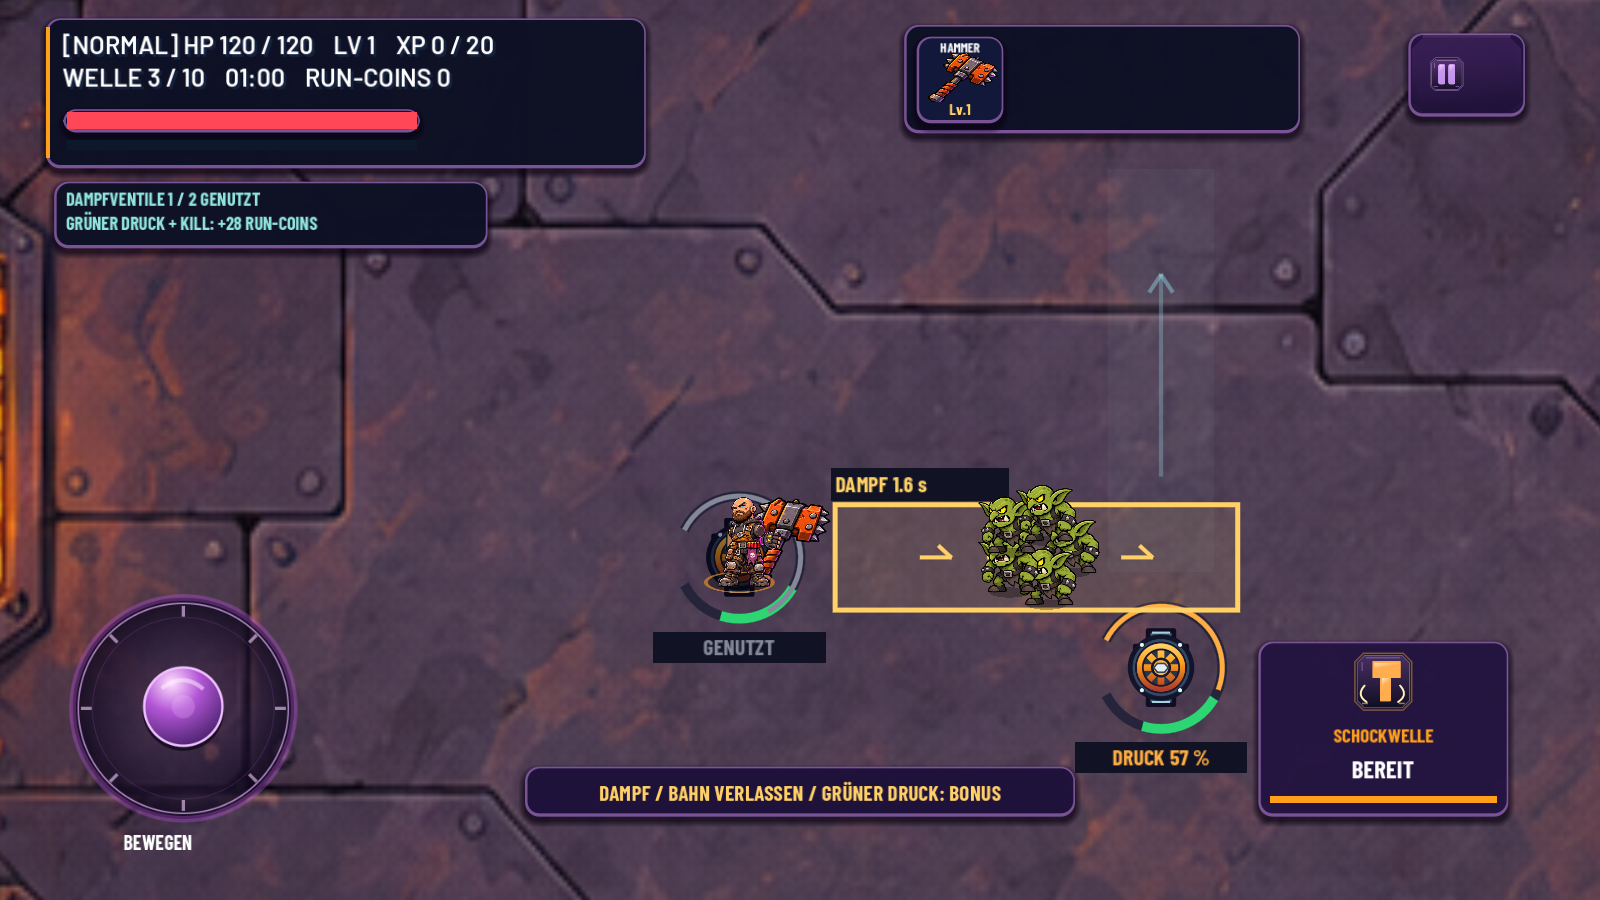 [NORMAL] HP 120 / 120 LV 1 XP 0 / 20
WELLE 3 / 10 01:00 RUN-COINS 0
HAMMER
Lv.1
DAMPFVENTILE 1 / 2 GENUTZT
GRÜNER DRUCK + KILL: +28 RUN-COINS
DAMPF 1.6 s
GENUTZT
DRUCK 57 %
SCHOCKWELLE
BEREIT
DAMPF / BAHN VERLASSEN / GRÜNER DRUCK: BONUS
BEWEGEN